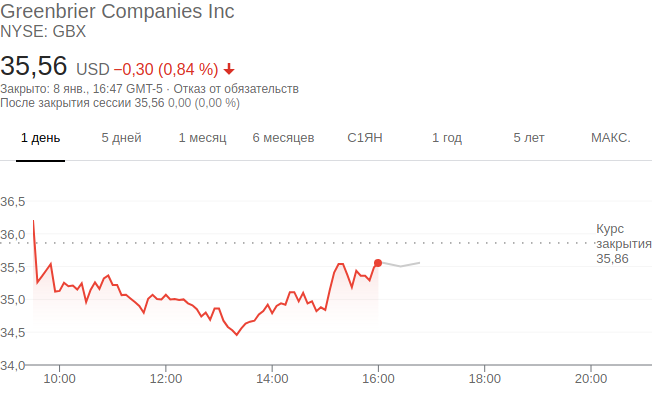 Greenbrier Companies Inc
NYSE: GBX
35,56 USD −0,30 (0,84 %)
Закрыто: 8 янв., 16:47 GMT-5 · Отказ от обязательств
После закрытия сессии 35,56 0,00 (0,00 %)
1 день 5 дней 1 месяц 6 месяцев С1ЯН 1 год 5 лет МАКС.
36,5
36,0
35,5
35,0
34,5
34,0
Курс
закрытия
35,86
10:00 12:00 14:00 16:00 18:00 20:00